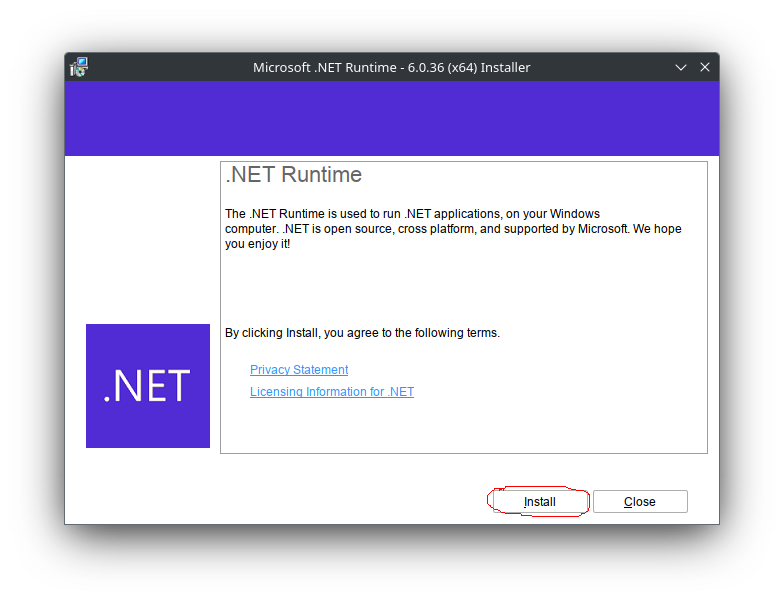 Microsoft .NET Runtime - 6.0.36 (x64) Installer
.NET Runtime
The .NET Runtime is used to run .NET applications, on your Windows
computer. .NET is open source, cross platform, and supported by Microsoft. We hope
you enjoy it!
By clicking Install, you agree to the following terms.
Privacy Statement
Licensing Information for .NET
.NET
Install
Close